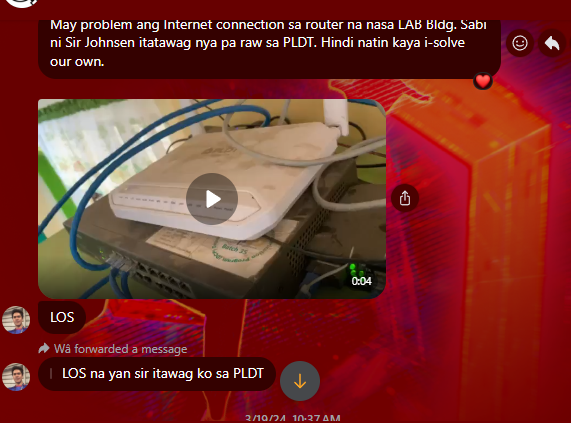 May problem ang Internet connection sa router na nasa LAB Bldg. Sabi
ni Sir Johnsen itatawag nya pa raw sa PLDT. Hindi natin kaya i-solve
our own.
0:04
LOS
Wâ forwarded a message
LOS na yan sir itawag ko sa PLDT
3/19/24, 10:37 AM